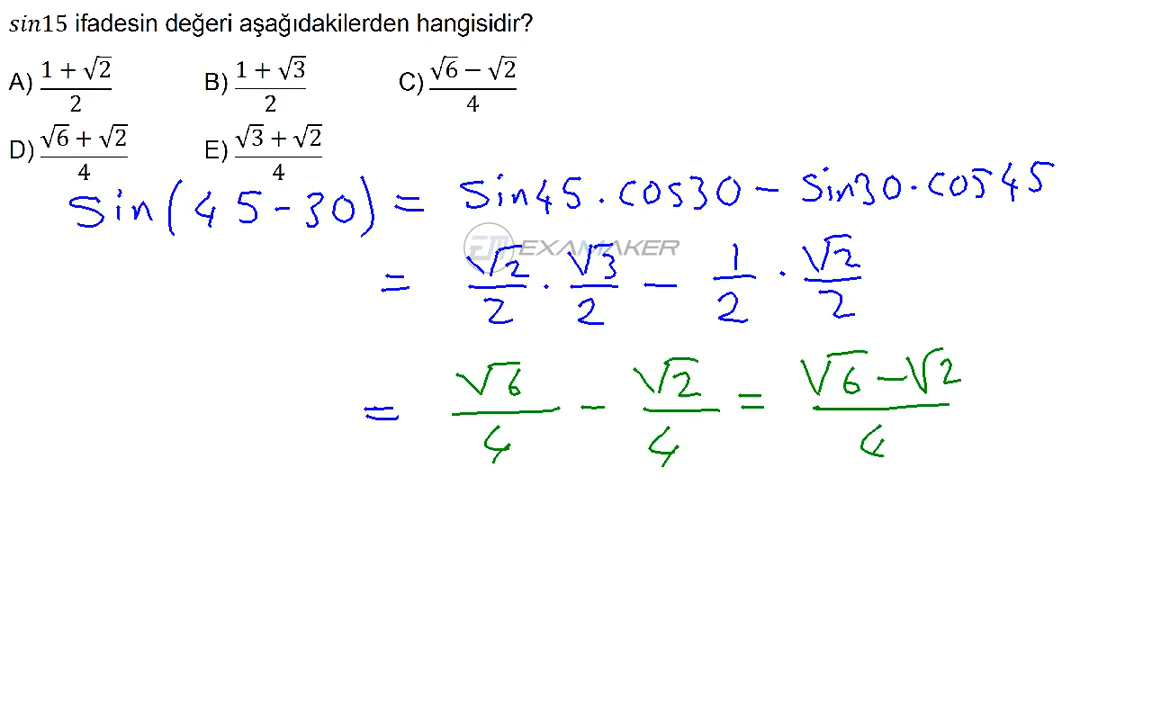 sin15 ifadesin değeri aşağıdakilerden hangisidir?
A) (1 + √2)/2 B) (1 + √3)/2 C) (√6 − √2)/4
D) (√6 + √2)/4 E) (√3 + √2)/4
sin(45-30) = sin45 . cos30 - sin30 . cos45
EM EXAMAKER
= √2/2 . √3/2 - 1/2 . √2/2
= √6/4 - √2/4 = (√6 - √2)/4